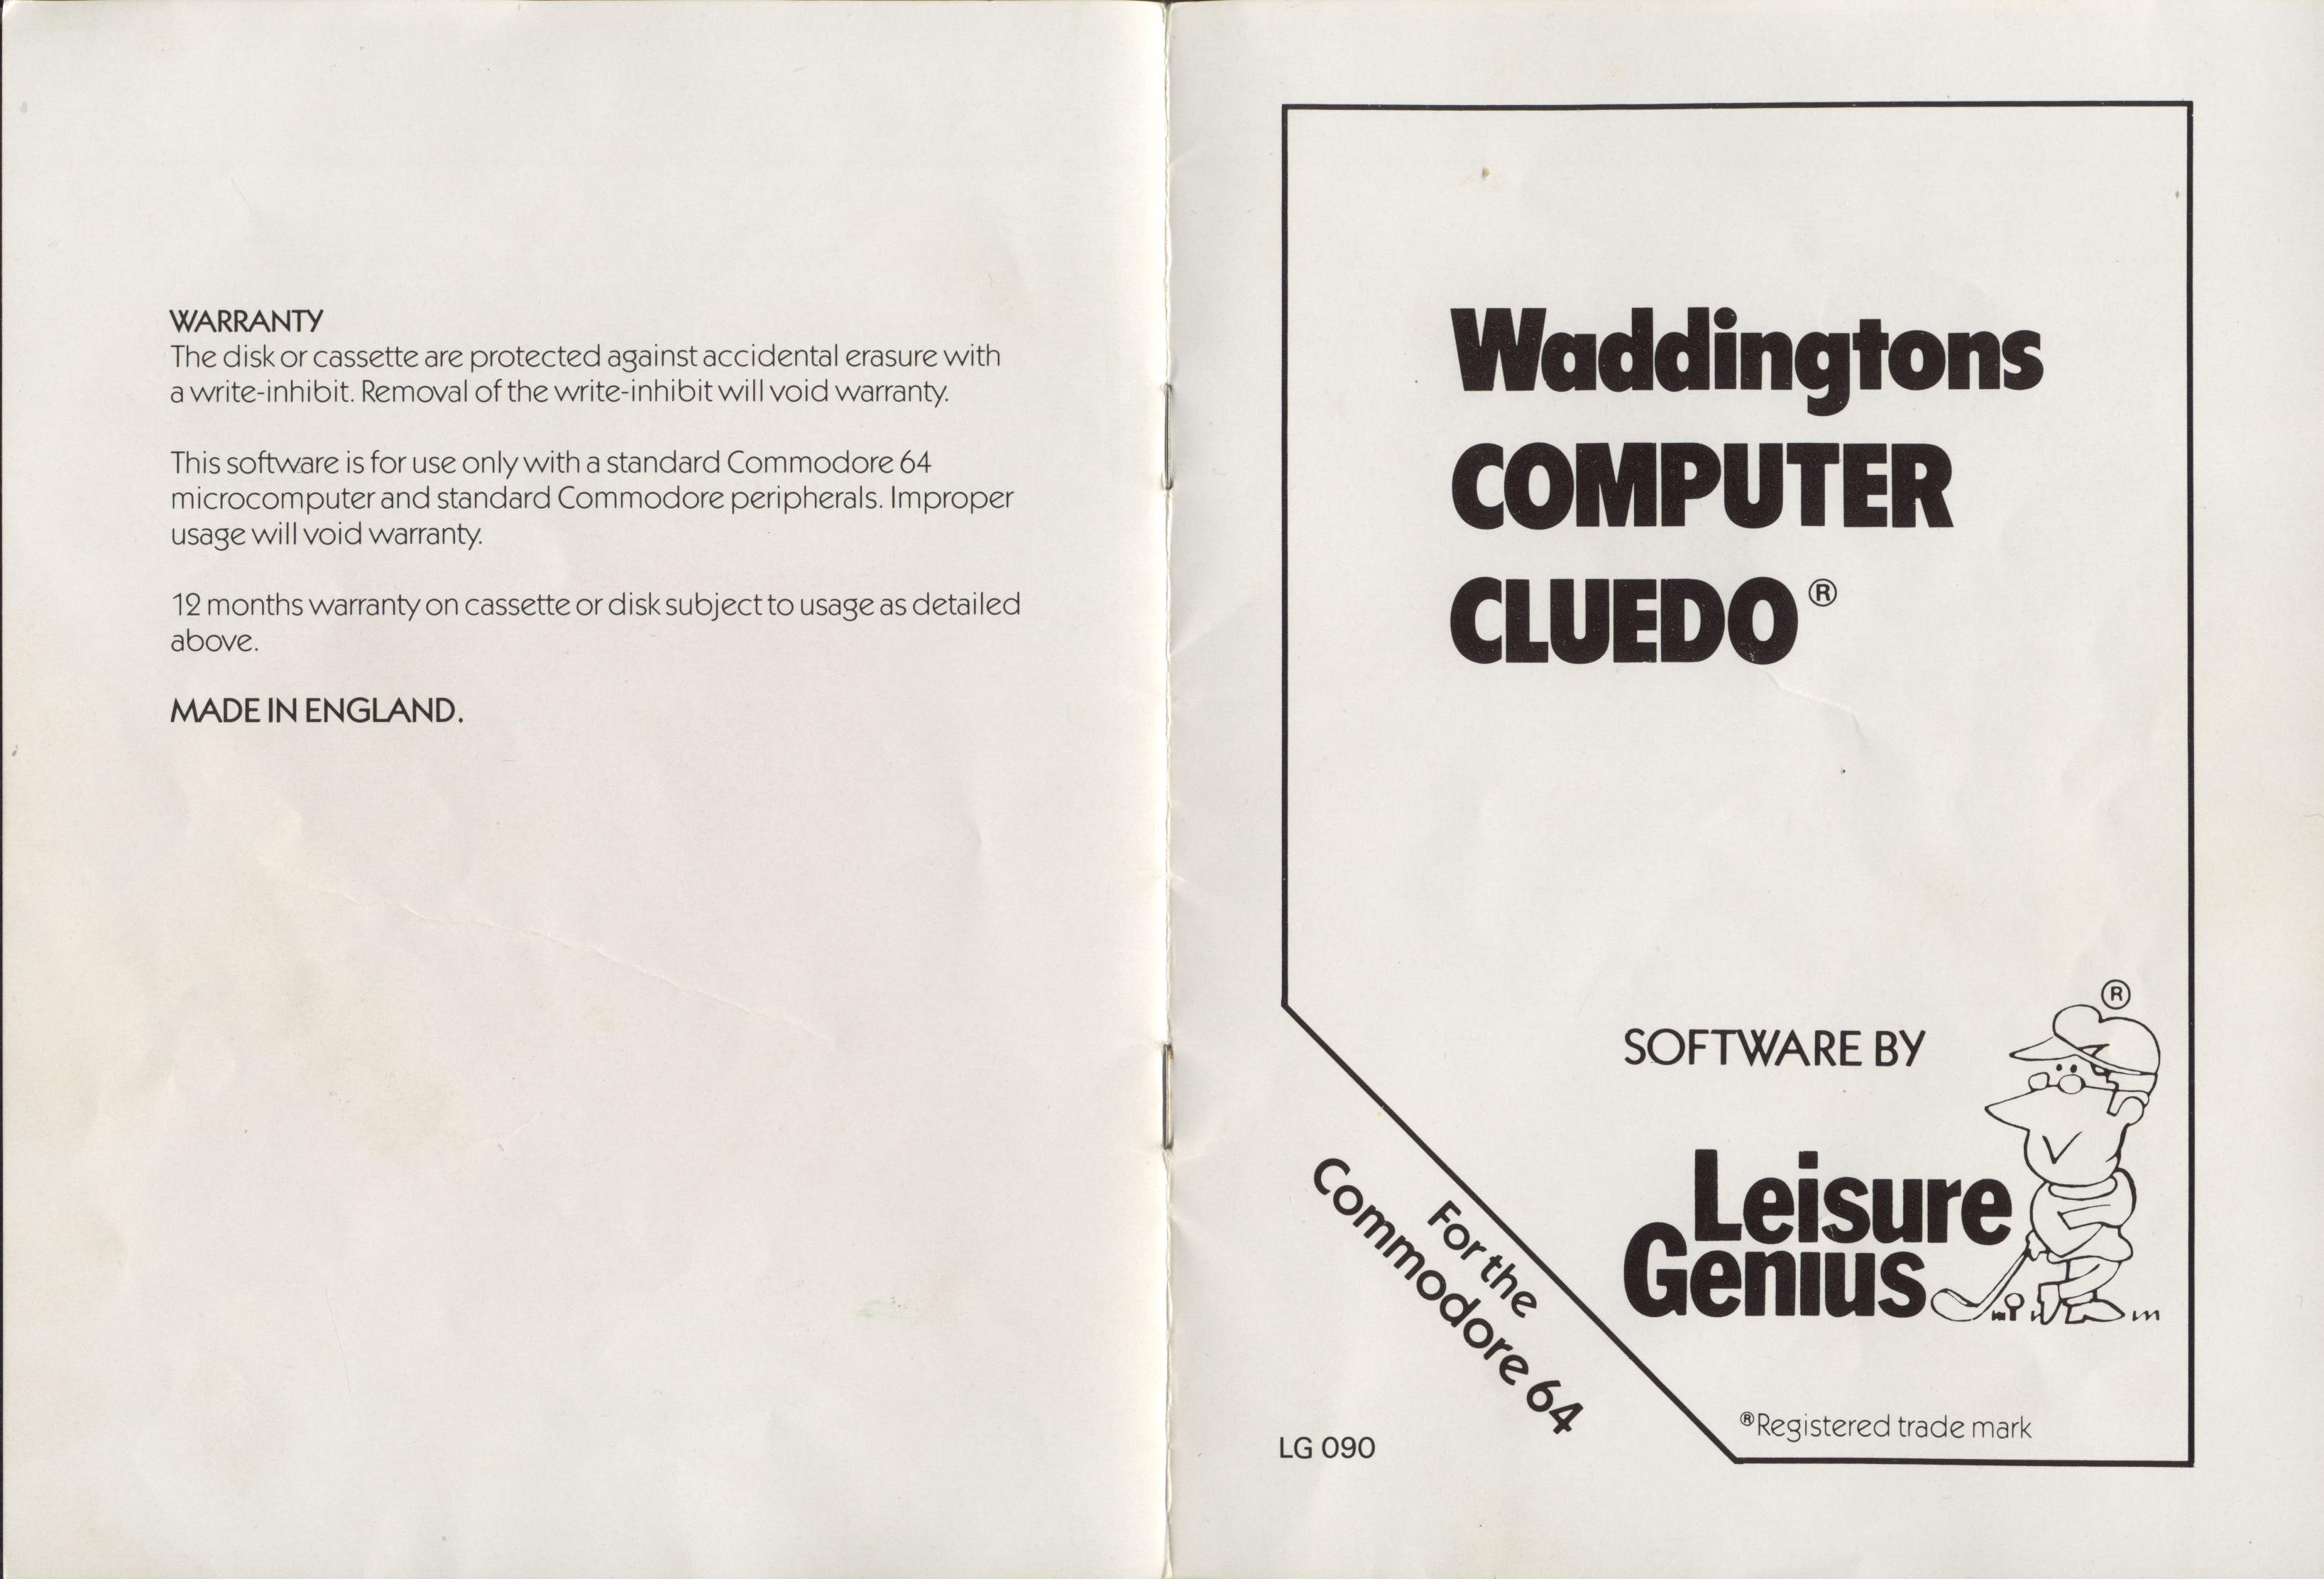 WARRANTY
The disk or cassette are protected against accidental erasure with
a write-inhibit. Removal of the write-inhibit will void warranty.
This software is for use only with a standard Commodore 64
microcomputer and standard Commodore peripherals. Improper
usage will void warranty.
12 months warranty on cassette or disk subject to usage as detailed
above.
MADE IN ENGLAND.
Waddingtons
COMPUTER
CLUEDO®
SOFTWARE BY
®
Leisure
Genius
For the
Commodore 64
®Registered trade mark
LG 090